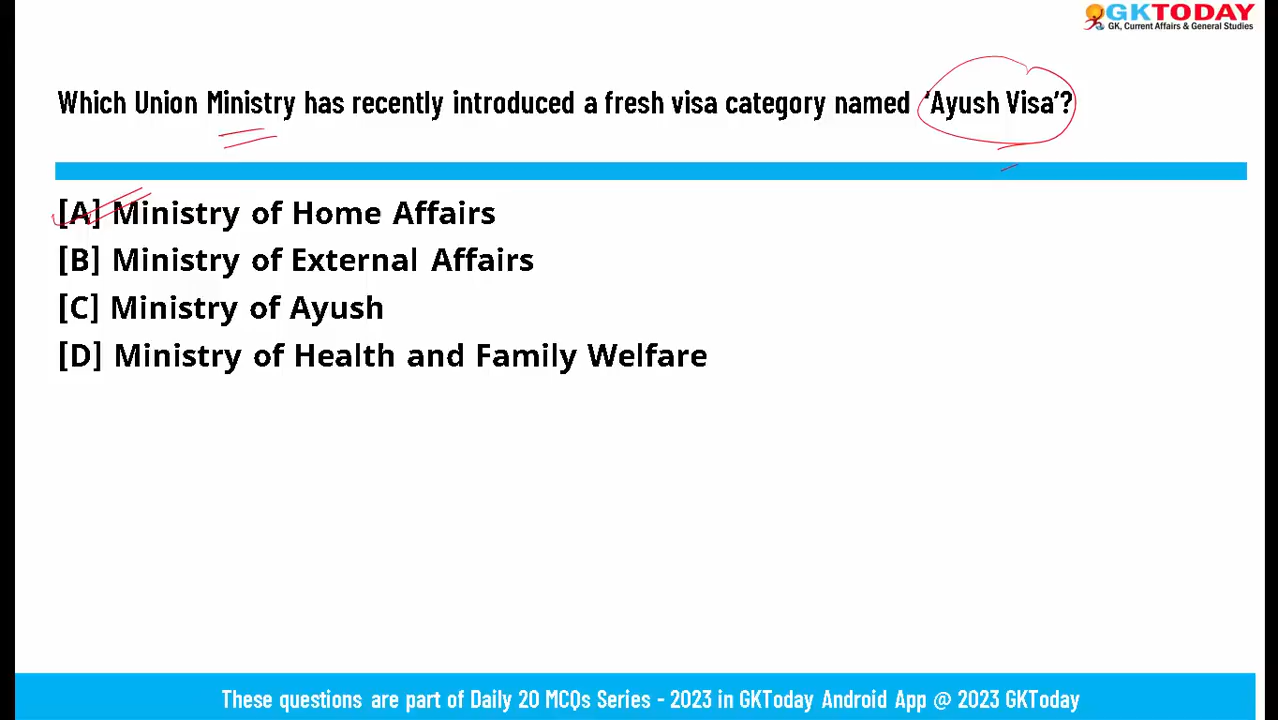 GKTODAY
GK, Current Affairs & General Studies
Which Union Ministry has recently introduced a fresh visa category named ‘Ayush Visa’?
[A] Ministry of Home Affairs
[B] Ministry of External Affairs
[C] Ministry of Ayush
[D] Ministry of Health and Family Welfare
These questions are part of Daily 20 MCQs Series - 2023 in GKToday Android App @ 2023 GKToday